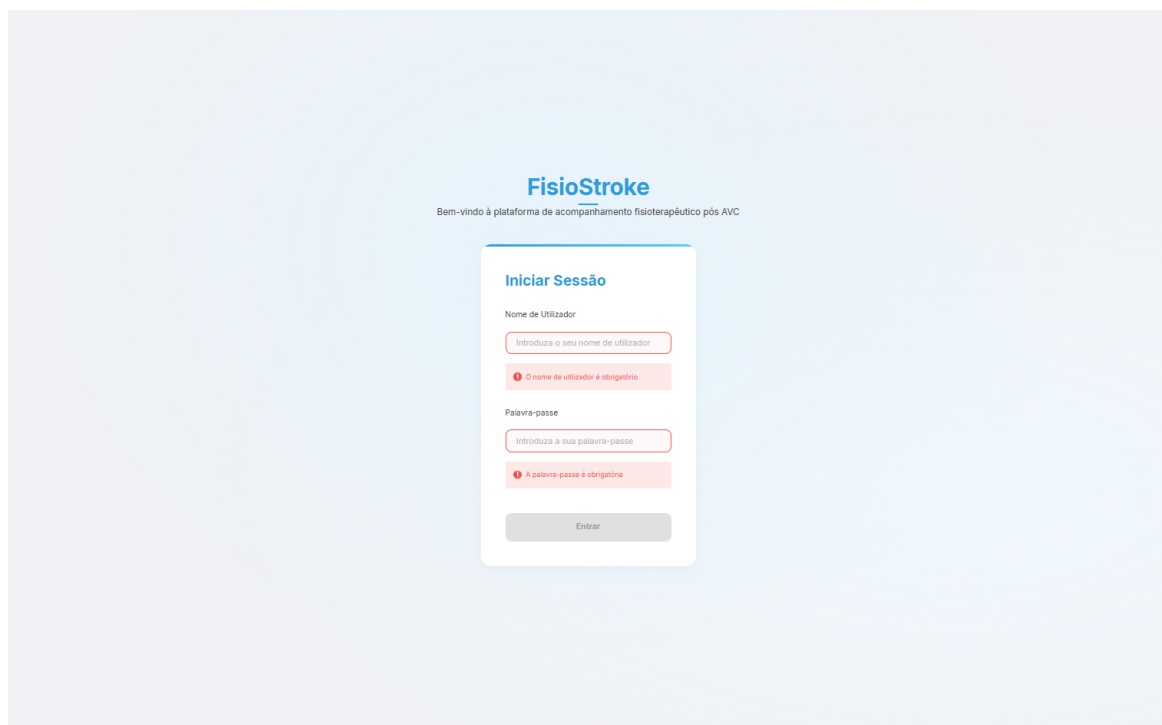 FisioStroke
Bem-vindo à plataforma de acompanhamento fisioterapêutico pós AVC
Iniciar Sessão
Nome de Utilizador
Introduza o seu nome de utilizador
O nome de utilizador é obrigatório
Palavra-passe
Introduza a sua palavra-passe
A palavra-passe é obrigatória
Entrar